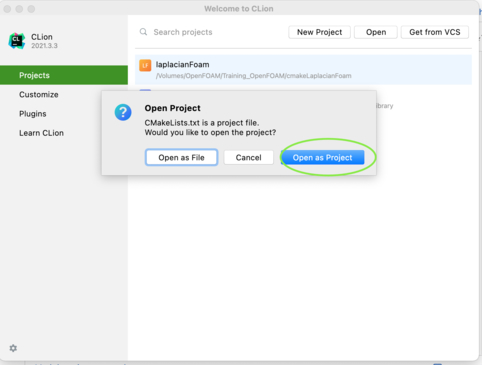 Welcome to CLion
CL
CLion
2021.3.3
Search projects
New Project
Open
Get from VCS
Projects
Customize
Plugins
Learn CLion
LF
laplacianFoam
/Volumes/OpenFOAM/Training_OpenFOAM/cmakeLaplacianFoam
ibrary
Open Project
CMakeLists.txt is a project file.
Would you like to open the project?
Open as File
Cancel
Open as Project